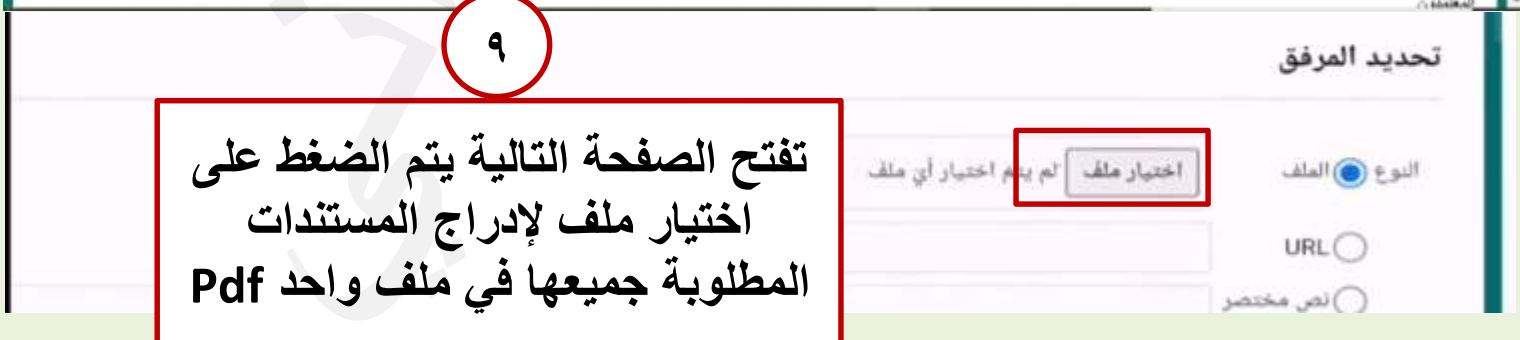 ٩
تحديد المرفق
تفتح الصفحة التالية يتم الضغط على
اختيار ملف لإدراج المستندات
المطلوبة جميعها في ملف واحد Pdf
النوع الملف اختيار ملف لم يتم اختيار أي ملف
URL
نص مختصر